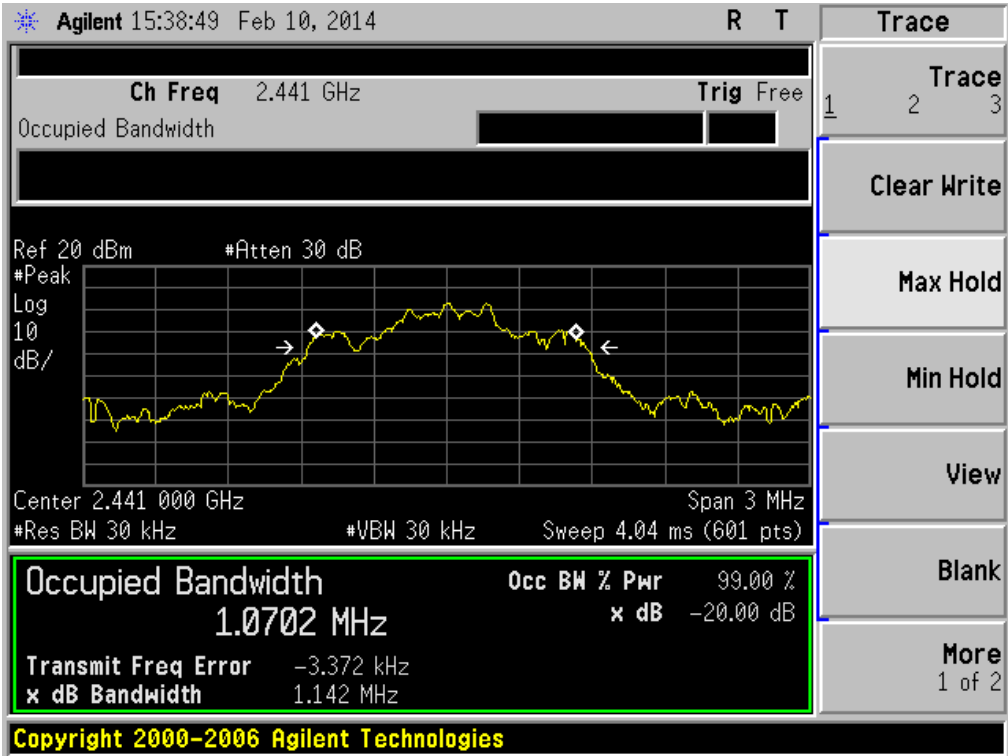 Agilent 15:38:49 Feb 10, 2014 R T
Trace
Ch Freq 2.441 GHz Trig Free
Occupied Bandwidth
Trace
1 2 3
Clear Write
Max Hold
Min Hold
View
Blank
More
1 of 2
Ref 20 dBm #Atten 30 dB
#Peak
Log
10
dB/
Center 2.441 000 GHz Span 3 MHz
#Res BW 30 kHz #VBW 30 kHz Sweep 4.04 ms (601 pts)
Occupied Bandwidth Occ BW % Pwr 99.00 %
1.0702 MHz x dB -20.00 dB
Transmit Freq Error -3.372 kHz
x dB Bandwidth 1.142 MHz
Copyright 2000-2006 Agilent Technologies